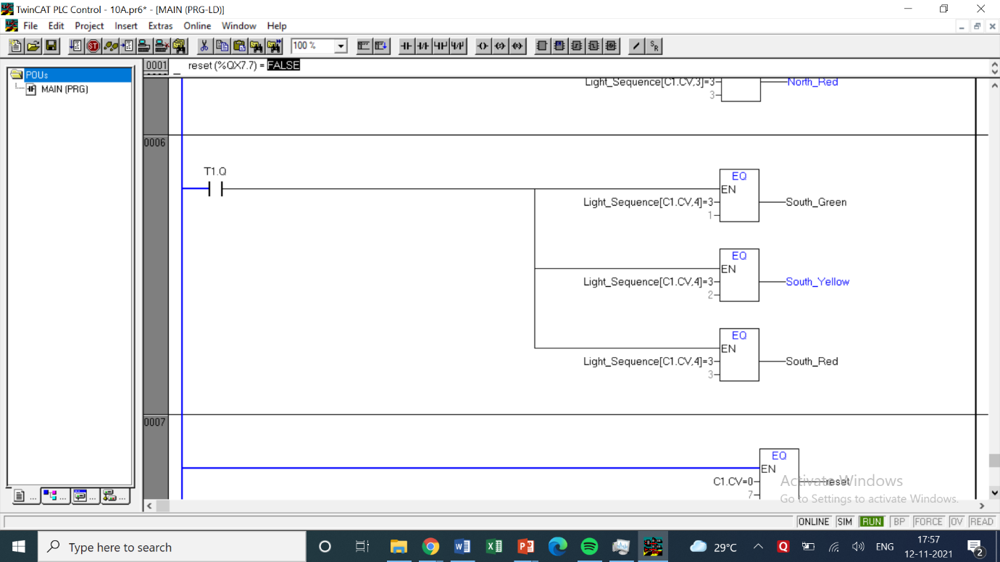 TwinCAT PLC Control - 10A.pr6* - [MAIN (PRG-LD)]
File Edit Project Insert Extras Online Window Help
100 %
POUs
MAIN (PRG)
0001 reset (%QX7.7) = FALSE
Light_Sequence[C1.CV,3]=3 North_Red
3
0006
T1.Q
EQ
EN
Light_Sequence[C1.CV,4]=3 South_Green
1
EQ
EN
Light_Sequence[C1.CV,4]=3 South_Yellow
2
EQ
EN
Light_Sequence[C1.CV,4]=3 South_Red
3
0007
EQ
EN
C1.CV=0 reset
7
Activate Windows
Go to Settings to activate Windows.
... ... ... ...
ONLINE SIM RUN BP FORCE OV READ
Type here to search
29°C ENG 17:57
12-11-2021
2